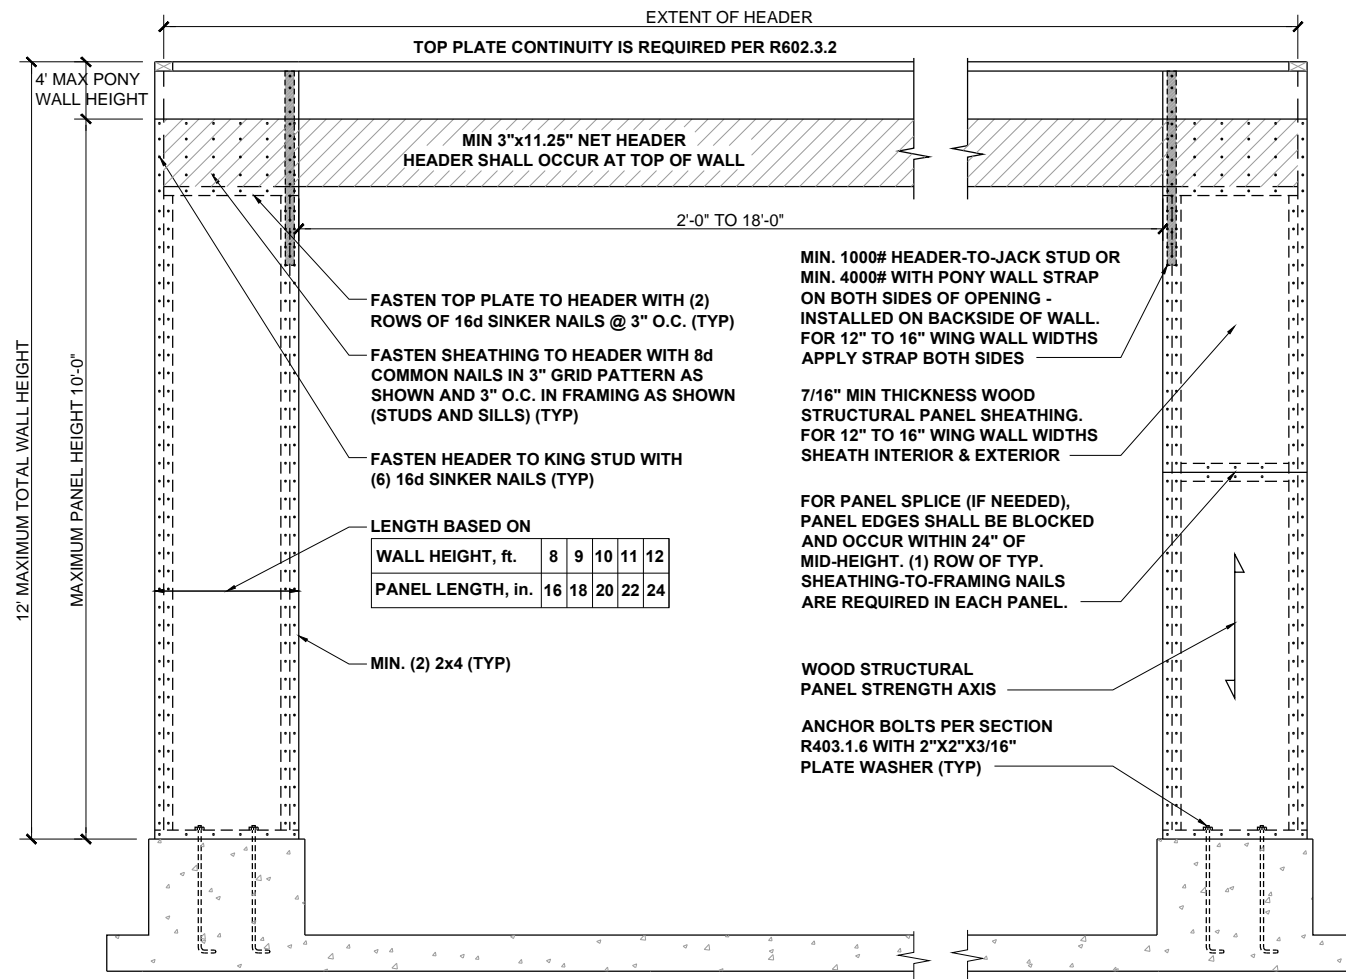 EXTENT OF HEADER
TOP PLATE CONTINUITY IS REQUIRED PER R602.3.2
4' MAX PONY
WALL HEIGHT
MIN 3"x11.25" NET HEADER
HEADER SHALL OCCUR AT TOP OF WALL
2'-0" TO 18'-0"
12' MAXIMUM TOTAL WALL HEIGHT
MAXIMUM PANEL HEIGHT 10'-0"
FASTEN TOP PLATE TO HEADER WITH (2)
ROWS OF 16d SINKER NAILS @ 3" O.C. (TYP)
FASTEN SHEATHING TO HEADER WITH 8d
COMMON NAILS IN 3" GRID PATTERN AS
SHOWN AND 3" O.C. IN FRAMING AS SHOWN
(STUDS AND SILLS) (TYP)
FASTEN HEADER TO KING STUD WITH
(6) 16d SINKER NAILS (TYP)
LENGTH BASED ON
WALL HEIGHT, ft. 8 9 10 11 12
PANEL LENGTH, in. 16 18 20 22 24
MIN. (2) 2x4 (TYP)
MIN. 1000# HEADER-TO-JACK STUD OR
MIN. 4000# WITH PONY WALL STRAP
ON BOTH SIDES OF OPENING -
INSTALLED ON BACKSIDE OF WALL.
FOR 12" TO 16" WING WALL WIDTHS
APPLY STRAP BOTH SIDES
7/16" MIN THICKNESS WOOD
STRUCTURAL PANEL SHEATHING.
FOR 12" TO 16" WING WALL WIDTHS
SHEATH INTERIOR & EXTERIOR
FOR PANEL SPLICE (IF NEEDED),
PANEL EDGES SHALL BE BLOCKED
AND OCCUR WITHIN 24" OF
MID-HEIGHT. (1) ROW OF TYP.
SHEATHING-TO-FRAMING NAILS
ARE REQUIRED IN EACH PANEL.
WOOD STRUCTURAL
PANEL STRENGTH AXIS
ANCHOR BOLTS PER SECTION
R403.1.6 WITH 2"X2"X3/16"
PLATE WASHER (TYP)